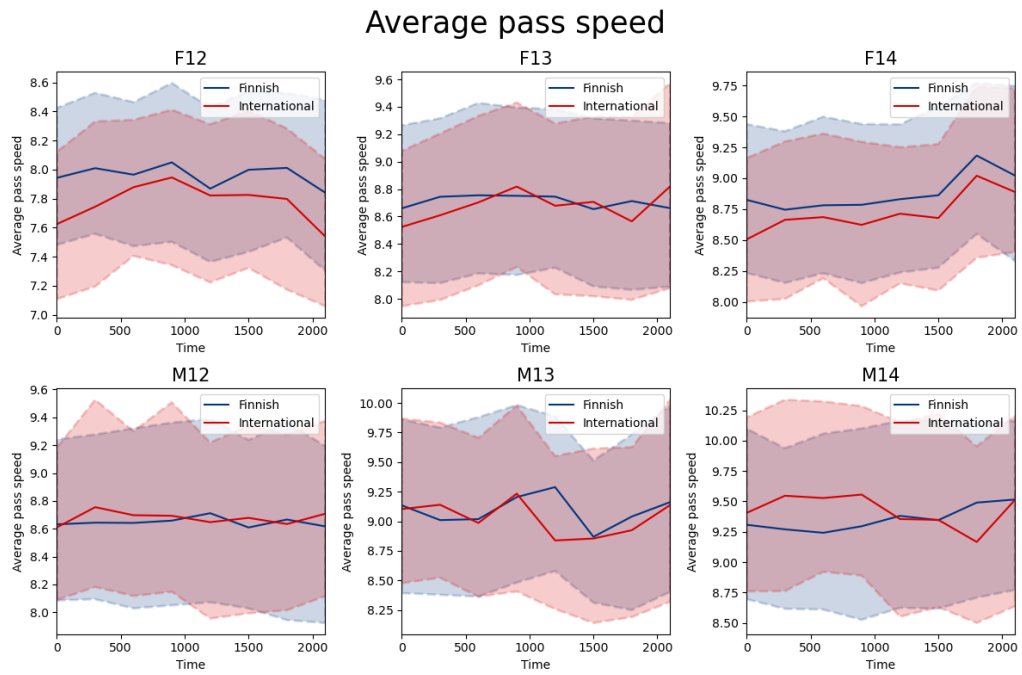 Average pass speed
F12
Average pass speed
8.6
8.4
8.2
8.0
7.8
7.6
7.4
7.2
7.0
Finnish
International
0 500 1000 1500 2000
Time
F13
Average pass speed
9.6
9.4
9.2
9.0
8.8
8.6
8.4
8.2
8.0
Finnish
International
0 500 1000 1500 2000
Time
F14
Average pass speed
9.75
9.50
9.25
9.00
8.75
8.50
8.25
8.00
Finnish
International
0 500 1000 1500 2000
Time
M12
Average pass speed
9.6
9.4
9.2
9.0
8.8
8.6
8.4
8.2
8.0
Finnish
International
0 500 1000 1500 2000
Time
M13
Average pass speed
10.00
9.75
9.50
9.25
9.00
8.75
8.50
8.25
Finnish
International
0 500 1000 1500 2000
Time
M14
Average pass speed
10.25
10.00
9.75
9.50
9.25
9.00
8.75
8.50
Finnish
International
0 500 1000 1500 2000
Time